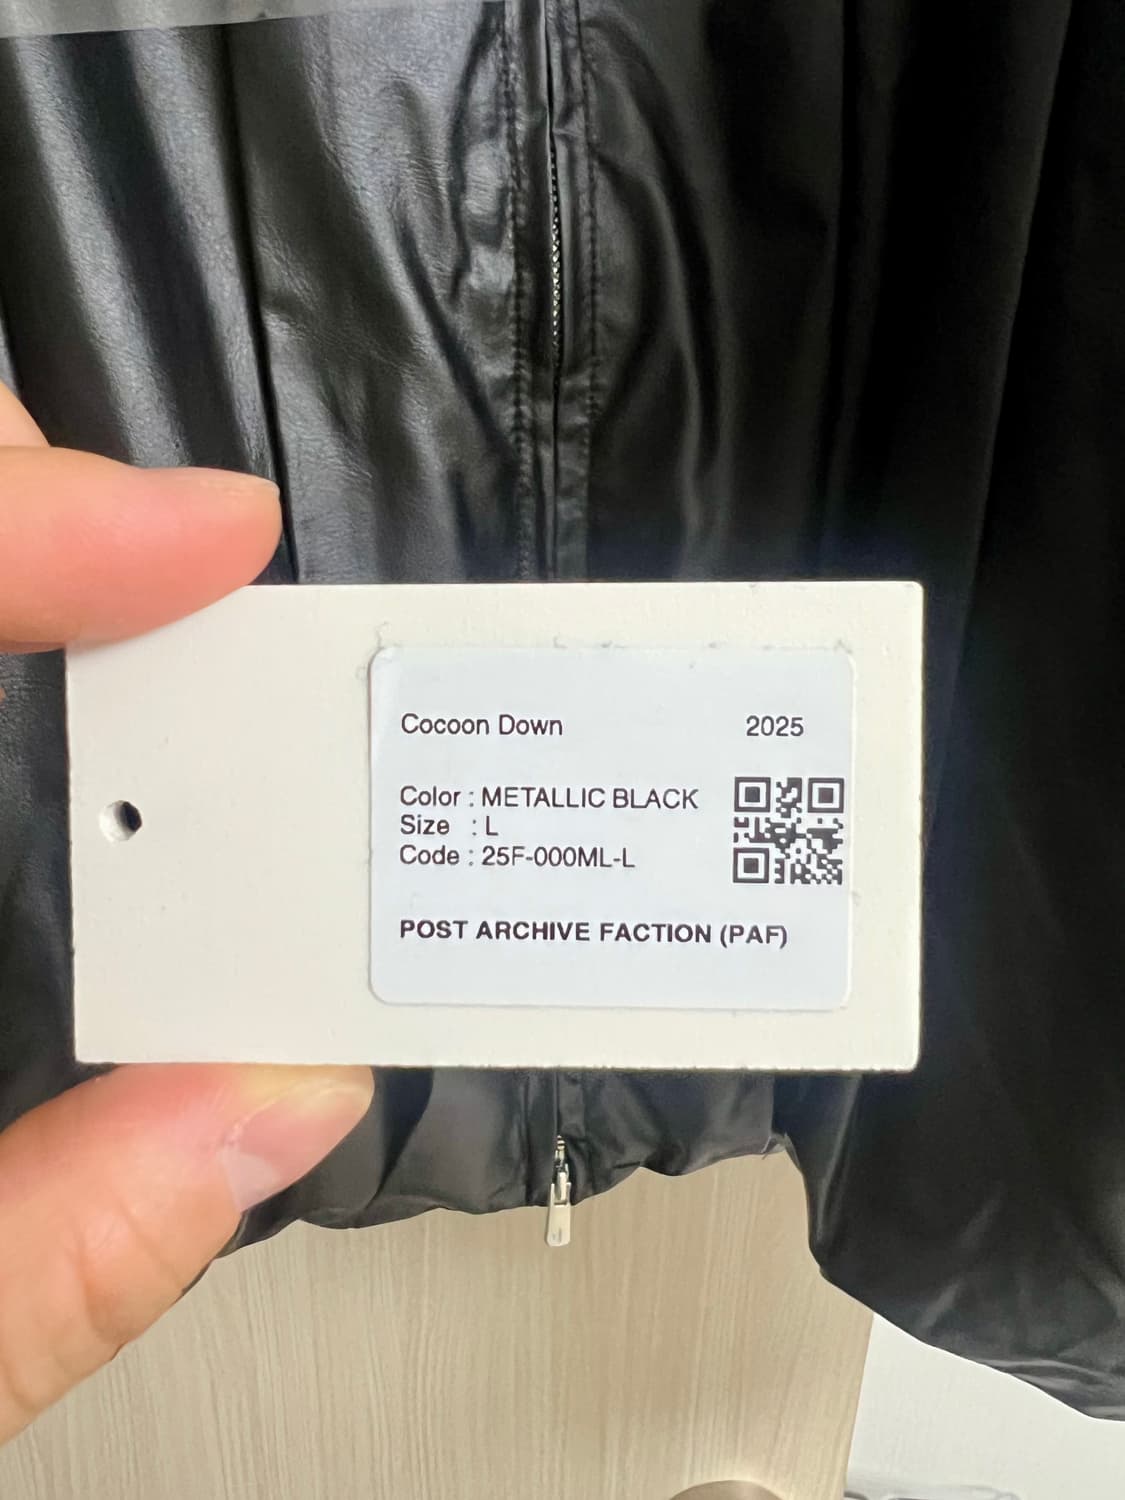 Cocoon Down 2025
Color : METALLIC BLACK
Size : L
Code : 25F-000ML-L
POST ARCHIVE FACTION (PAF)